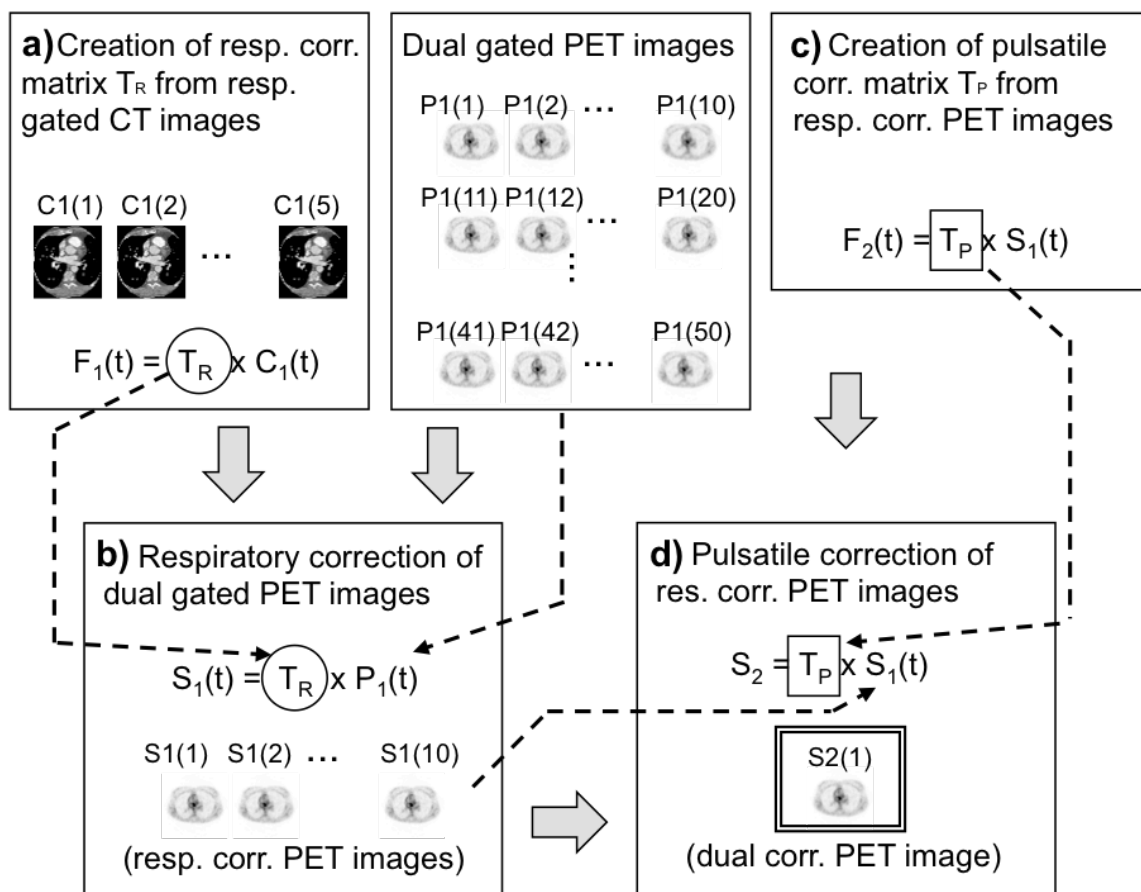 a) Creation of resp. corr.
matrix TR from resp.
gated CT images
C1(1) C1(2) ... C1(5)
F1(t) = TR x C1(t)
Dual gated PET images
P1(1) P1(2) ... P1(10)
P1(11) P1(12) ... P1(20)
...
P1(41) P1(42) ... P1(50)
c) Creation of pulsatile
corr. matrix TP from
resp. corr. PET images
F2(t) = TP x S1(t)
b) Respiratory correction of
dual gated PET images
S1(t) = TR x P1(t)
S1(1) S1(2) ... S1(10)
(resp. corr. PET images)
d) Pulsatile correction of
res. corr. PET images
S2 = TP x S1(t)
S2(1)
(dual corr. PET image)